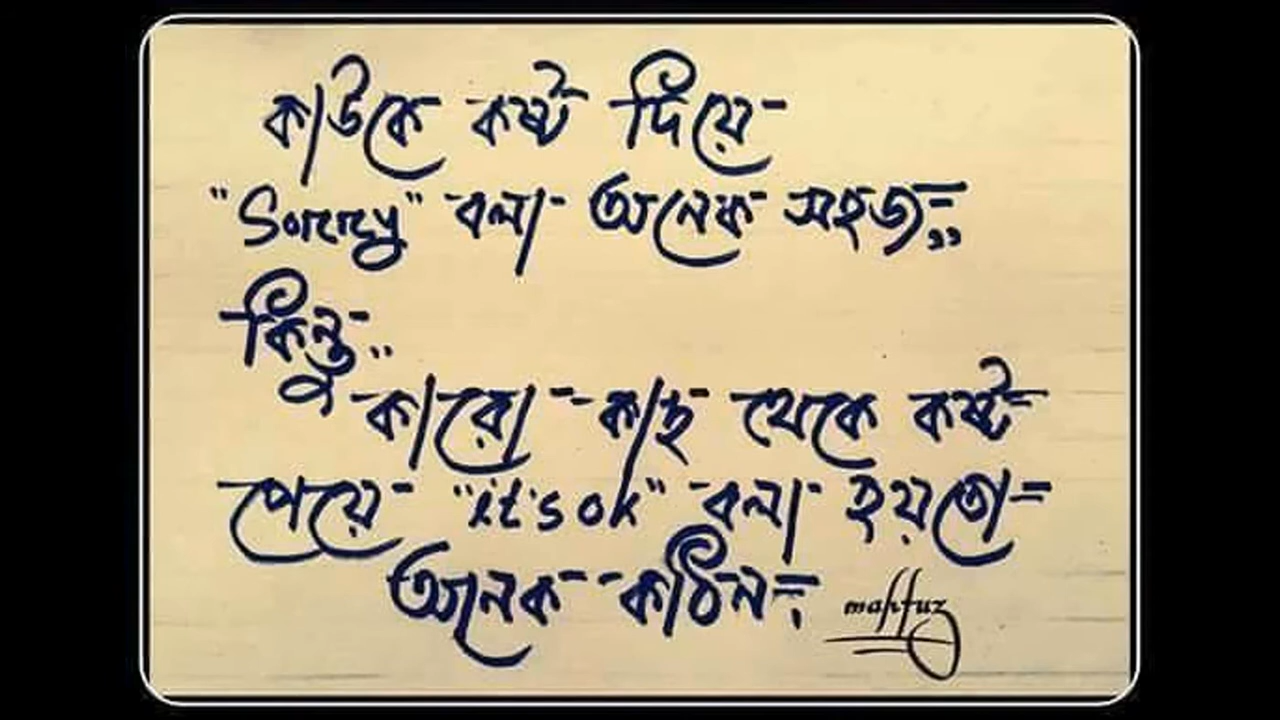 কাউকে কষ্ট দিয়ে
"Sorry" বলা অনেক সহজ,,
কিন্তু..
কারো কাছ থেকে কষ্ট
পেয়ে "it's ok" বলা হয়তো
অনেক কঠিন
mahfuz